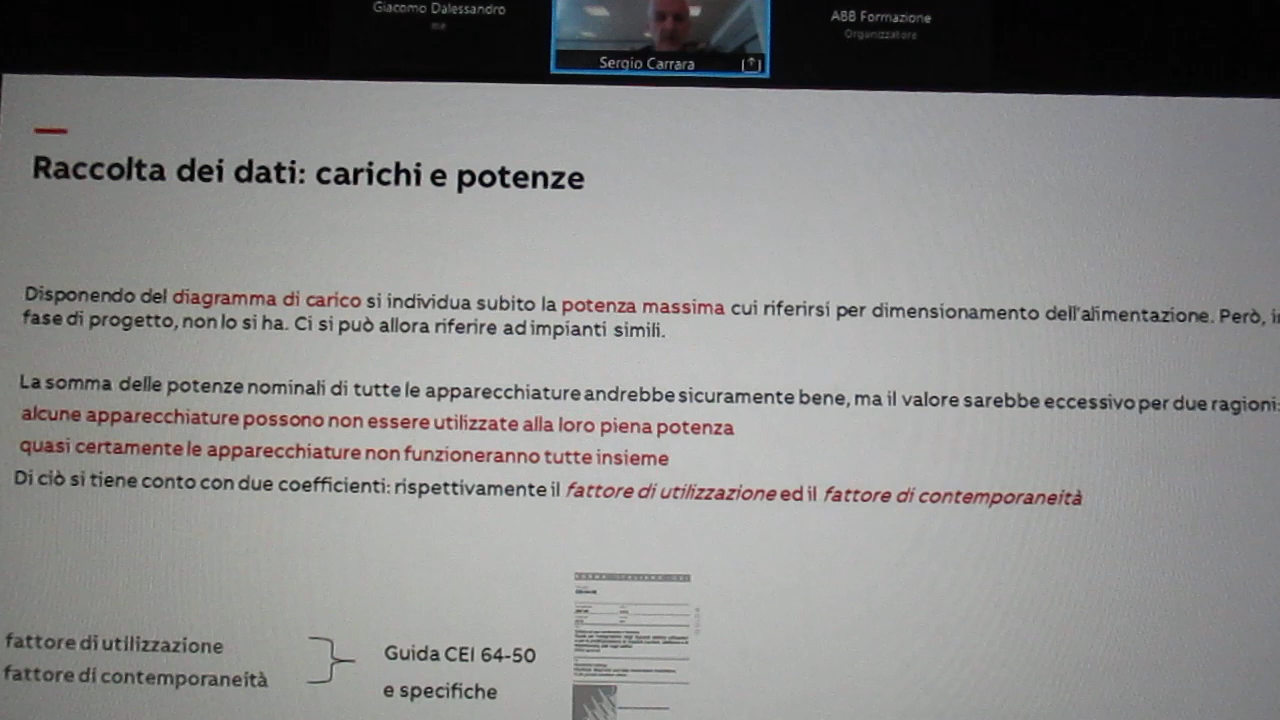 Giacomo Dalessandro
me
Sergio Carrara
ABB Formazione
Organizzatore
Raccolta dei dati: carichi e potenze
Disponendo del diagramma di carico si individua subito la potenza massima cui riferirsi per dimensionamento dell'alimentazione. Però, in
fase di progetto, non lo si ha. Ci si può allora riferire ad impianti simili.
La somma delle potenze nominali di tutte le apparecchiature andrebbe sicuramente bene, ma il valore sarebbe eccessivo per due ragioni:
alcune apparecchiature possono non essere utilizzate alla loro piena potenza
quasi certamente le apparecchiature non funzioneranno tutte insieme
Di ciò si tiene conto con due coefficienti: rispettivamente il fattore di utilizzazione ed il fattore di contemporaneità
fattore di utilizzazione
fattore di contemporaneità
Guida CEI 64-50
e specifiche